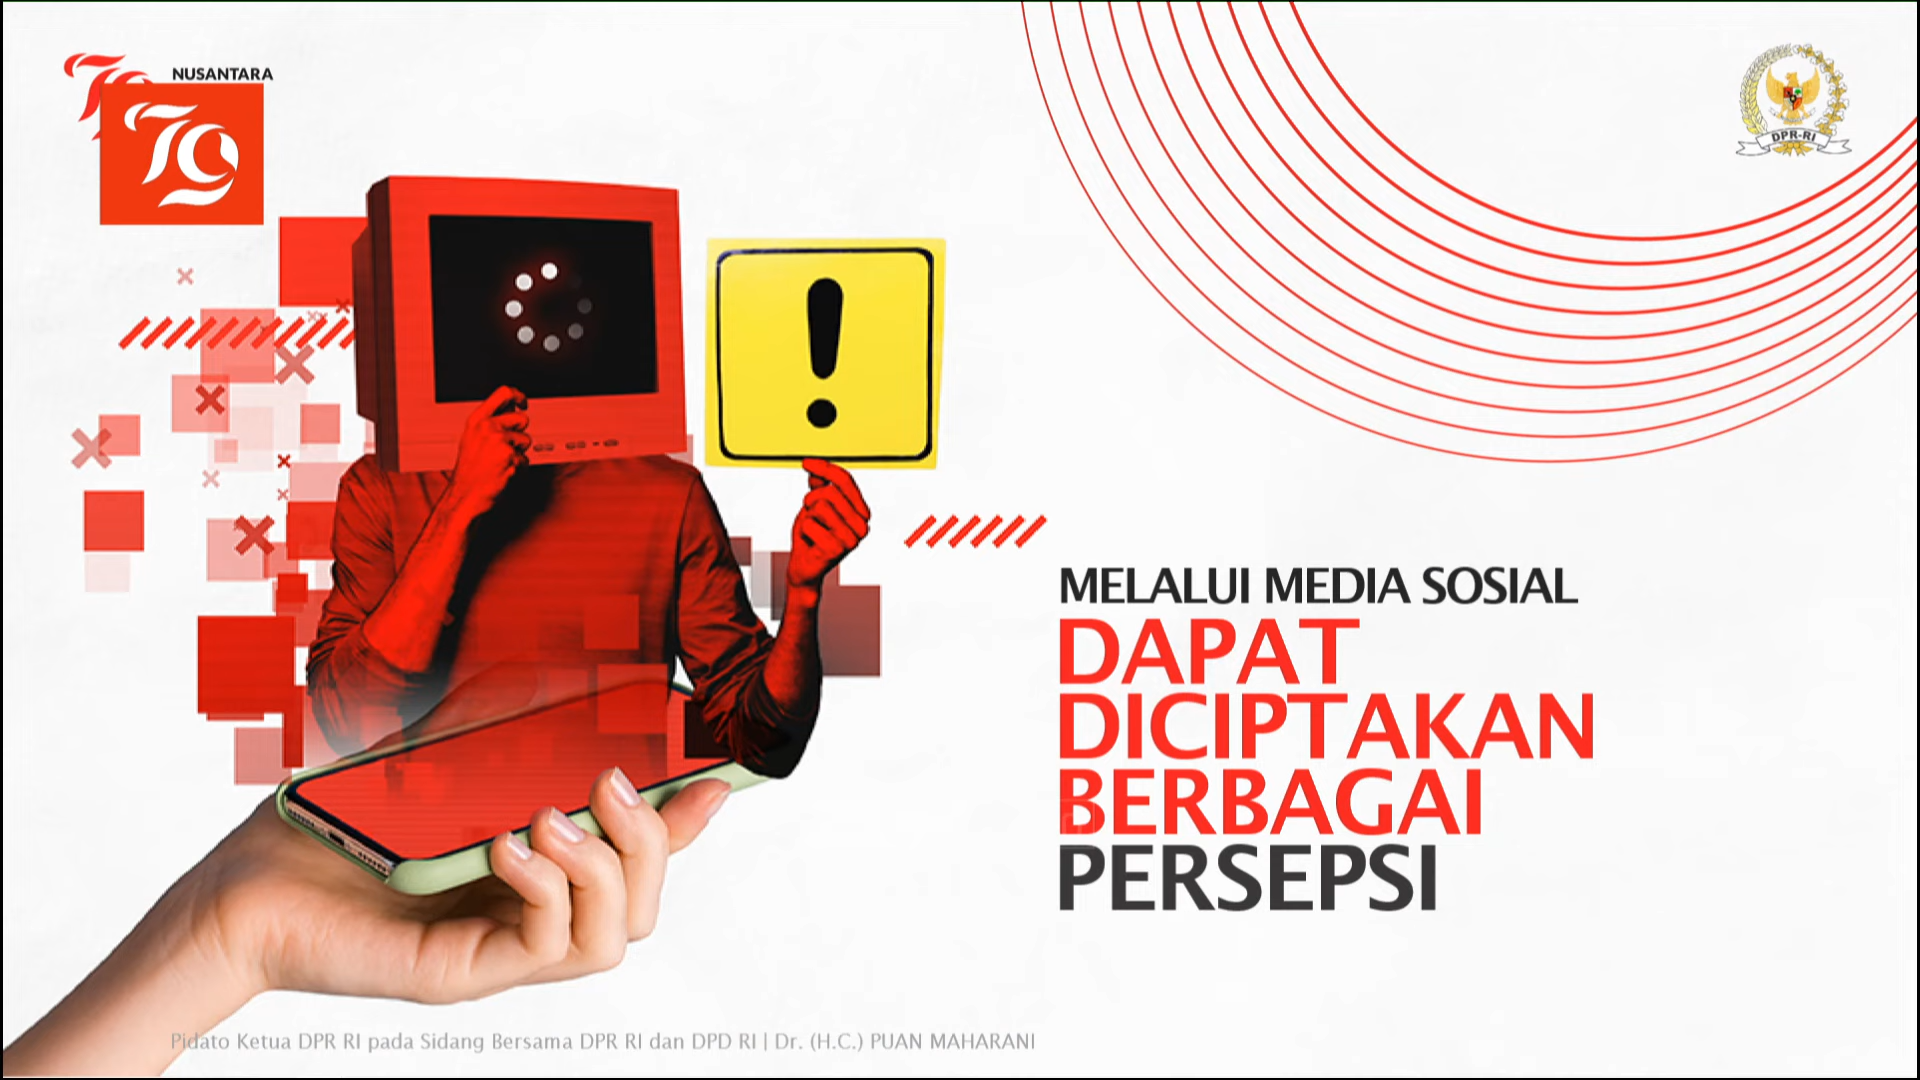 NUSANTARA
79
DPR-RI
!
MELALUI MEDIA SOSIAL
DAPAT
DICIPTAKAN
BERBAGAI
PERSEPSI
Pidato Ketua DPR RI pada Sidang Bersama DPR RI dan DPD RI | Dr. (H.C.) PUAN MAHARANI